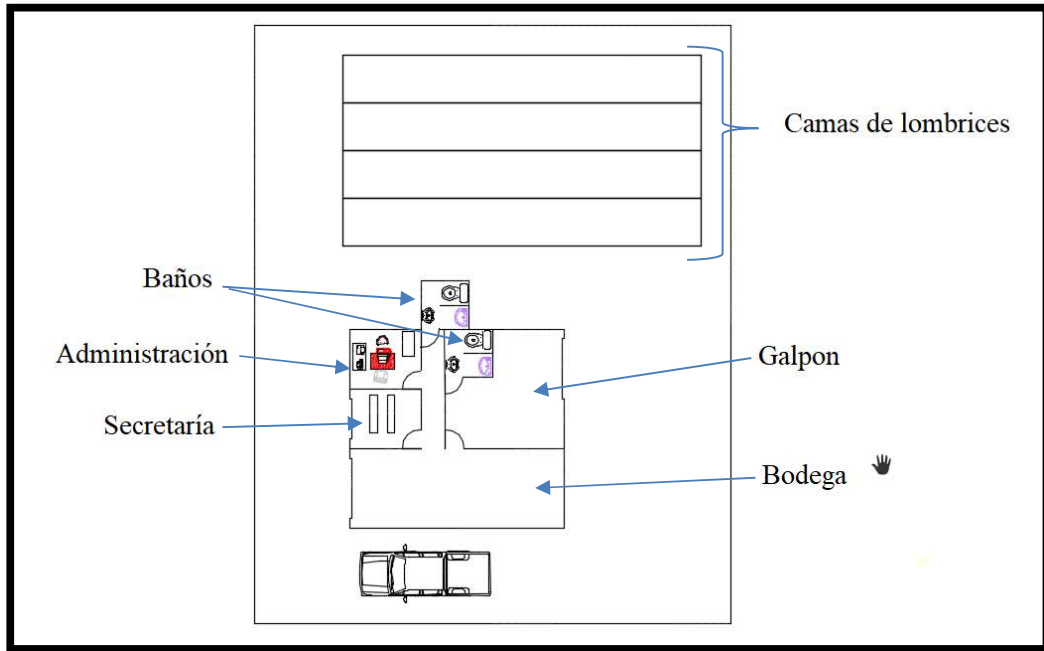 Camas de lombrices
Baños
Administración
Galpon
Secretaría
Bodega